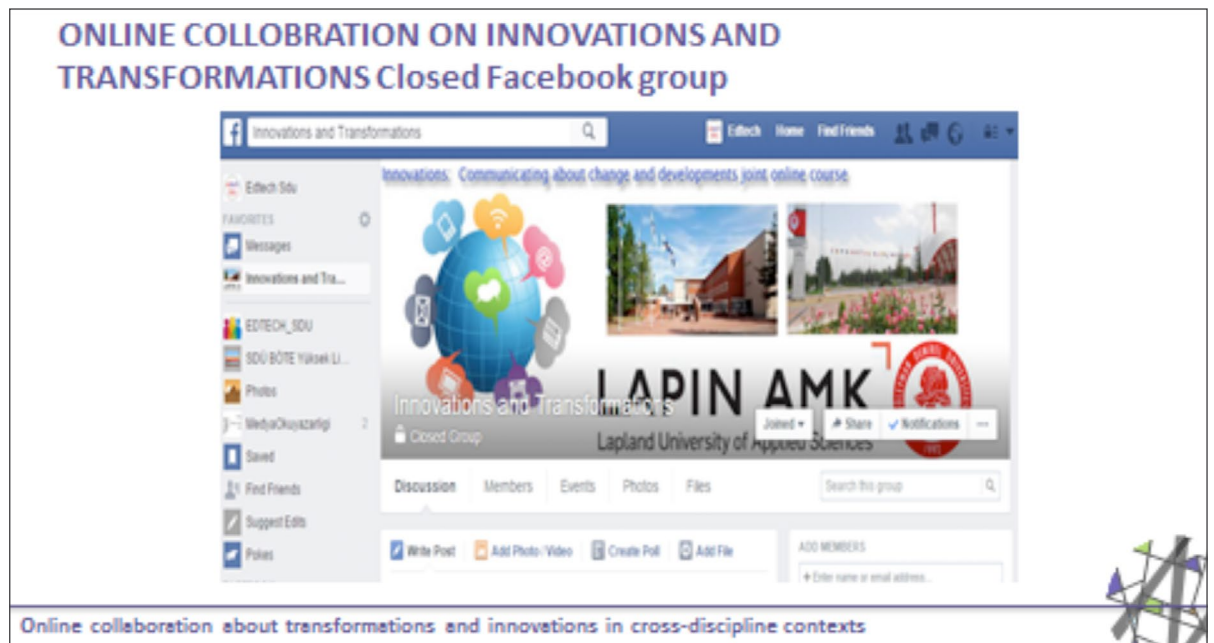 ONLINE COLLOBRATION ON INNOVATIONS AND
TRANSFORMATIONS Closed Facebook group
Innovations and Transformations
Edtech Home Find Friends
Innovations: Communicating about change and developments joint online course
Edtech Sdu
FAVORITES
Messages
Innovations and Tra...
EDTECH_SDU
SDÜ BÖTE Yüksek Li...
Photos
MedyaOkuyazarligi 2
Saved
Find Friends
Suggest Edits
Pokes
LAPIN AMK
Lapland University of Applied Sciences
Innovations and Transformations
Closed Group
Joined Share Notifications
Discussion Members Events Photos Files
Search this group
Write Post Add Photo / Video Create Poll Add File
ADD MEMBERS
+ Enter name or email address...
Online collaboration about transformations and innovations in cross-discipline contexts